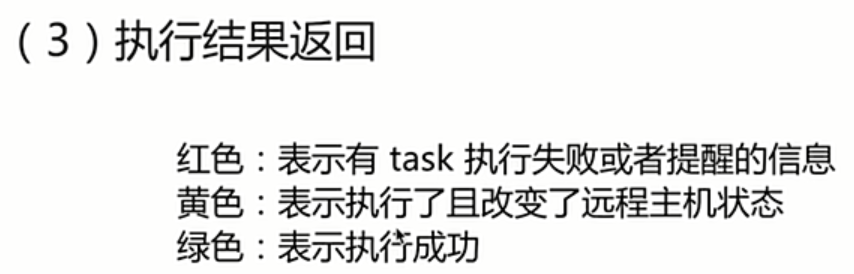 （3）执行结果返回
红色：表示有 task 执行失败或者提醒的信息
黄色：表示执行了且改变了远程主机状态
绿色：表示执行成功